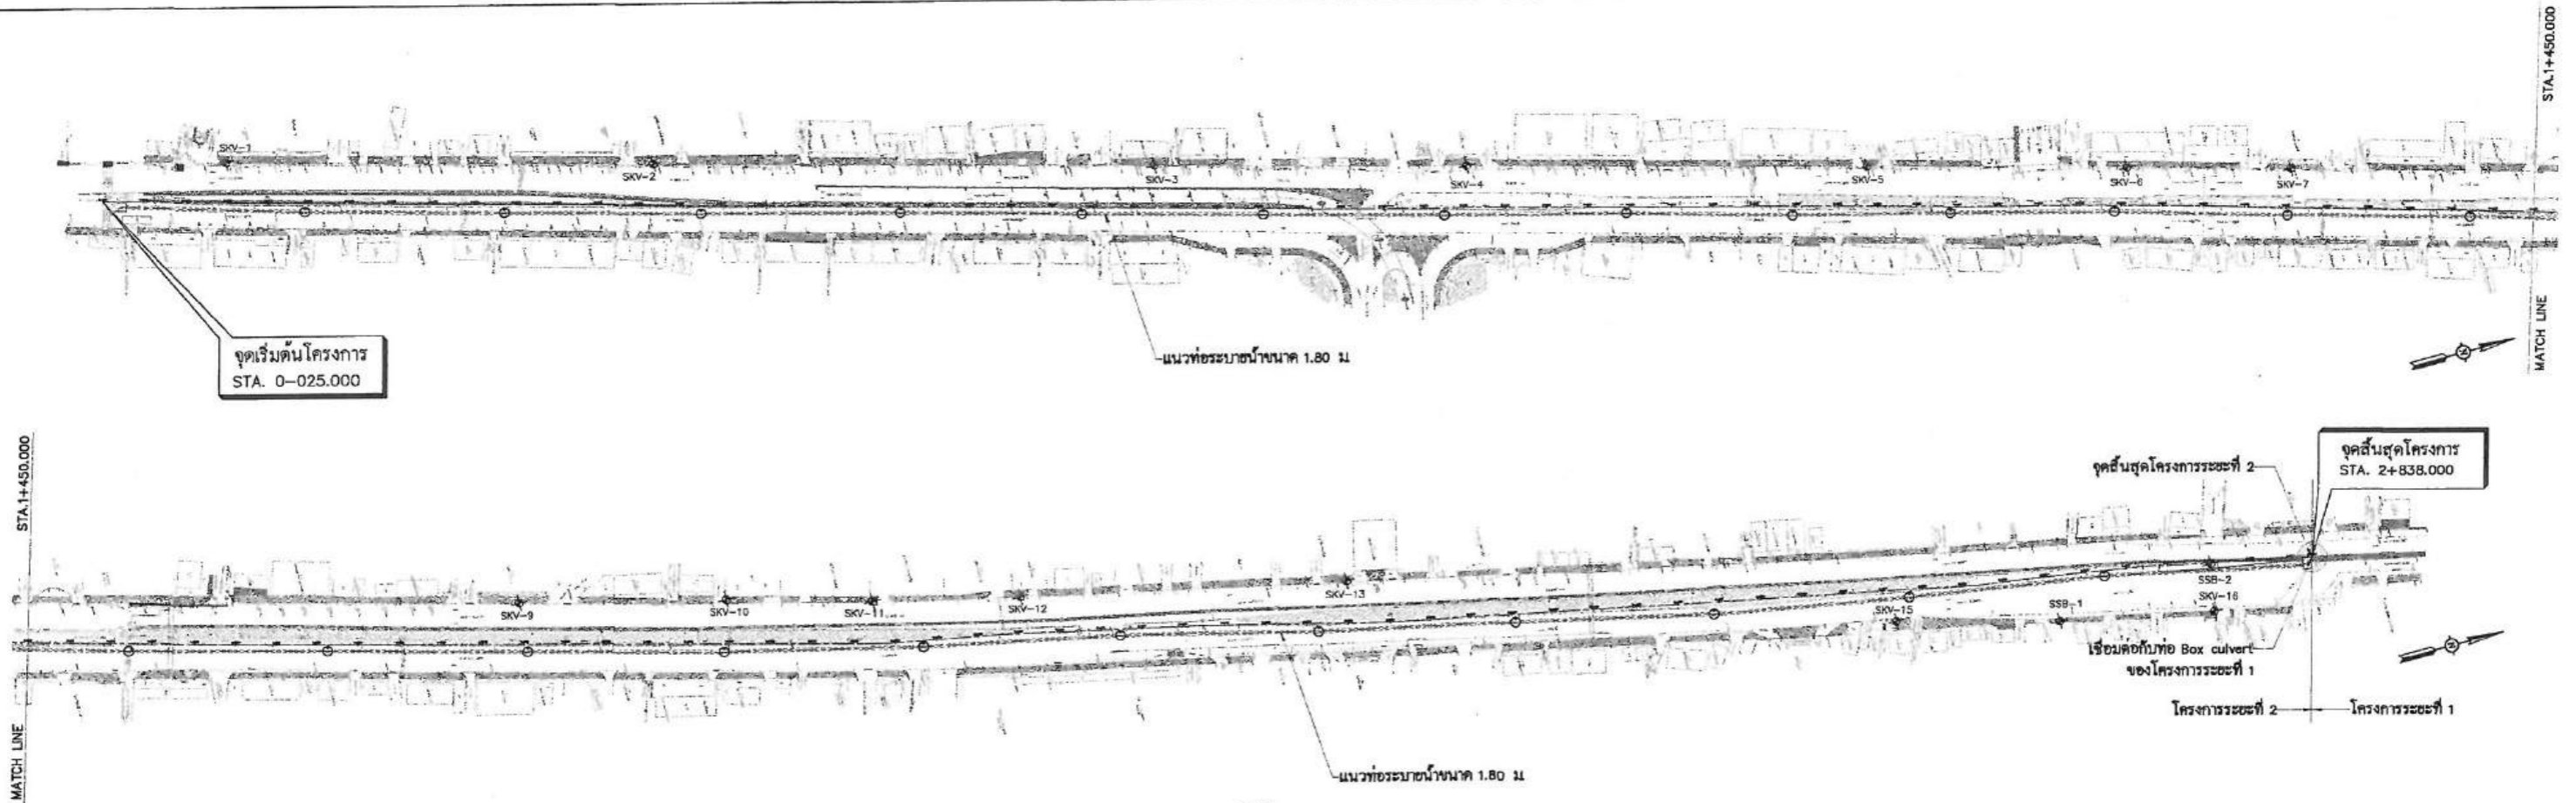 STA.1+450.000
SKV-1
SKV-2
SKV-3
SKV-4
SKV-5
SKV-6
SKV-7
จุดเริ่มต้นโครงการ
STA. 0-025.000
แนวท่อระบายน้ำขนาด 1.80 ม
MATCH LINE
STA.1+450.000
จุดสิ้นสุดโครงการระยะที่ 2
จุดสิ้นสุดโครงการ
STA. 2+838.000
SKV-9
SKV-10
SKV-11
SKV-12
SKV-13
SKV-15
SSB-1
SSB-2
SKV-16
เชื่อมต่อกับท่อ Box culvert
ของโครงการระยะที่ 1
โครงการระยะที่ 2
โครงการระยะที่ 1
แนวท่อระบายน้ำขนาด 1.80 ม
MATCH LINE